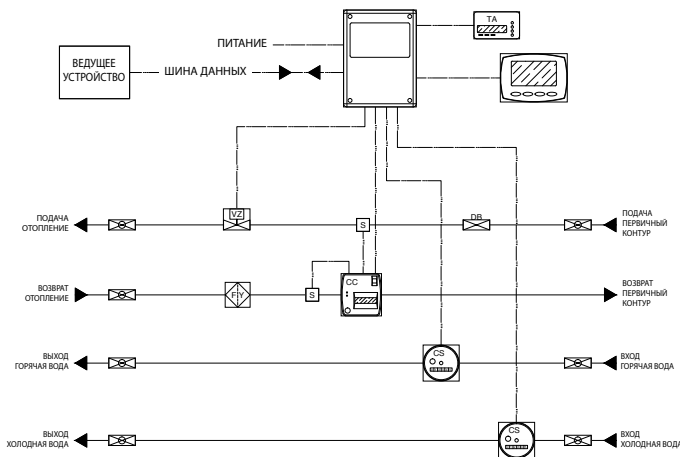 TA
ПИТАНИЕ
ВЕДУЩЕЕ
УСТРОЙСТВО
ШИНА ДАННЫХ
VZ
S
DB
ПОДАЧА
ОТОПЛЕНИЕ
ПОДАЧА
ПЕРВИЧНЫЙ
КОНТУР
CC
ВОЗВРАТ
ОТОПЛЕНИЕ
FY
S
ВОЗВРАТ
ПЕРВИЧНЫЙ
КОНТУР
ВЫХОД
ГОРЯЧАЯ ВОДА
CS
ВХОД
ГОРЯЧАЯ ВОДА
ВЫХОД
ХОЛОДНАЯ ВОДА
CS
ВХОД
ХОЛОДНАЯ ВОДА